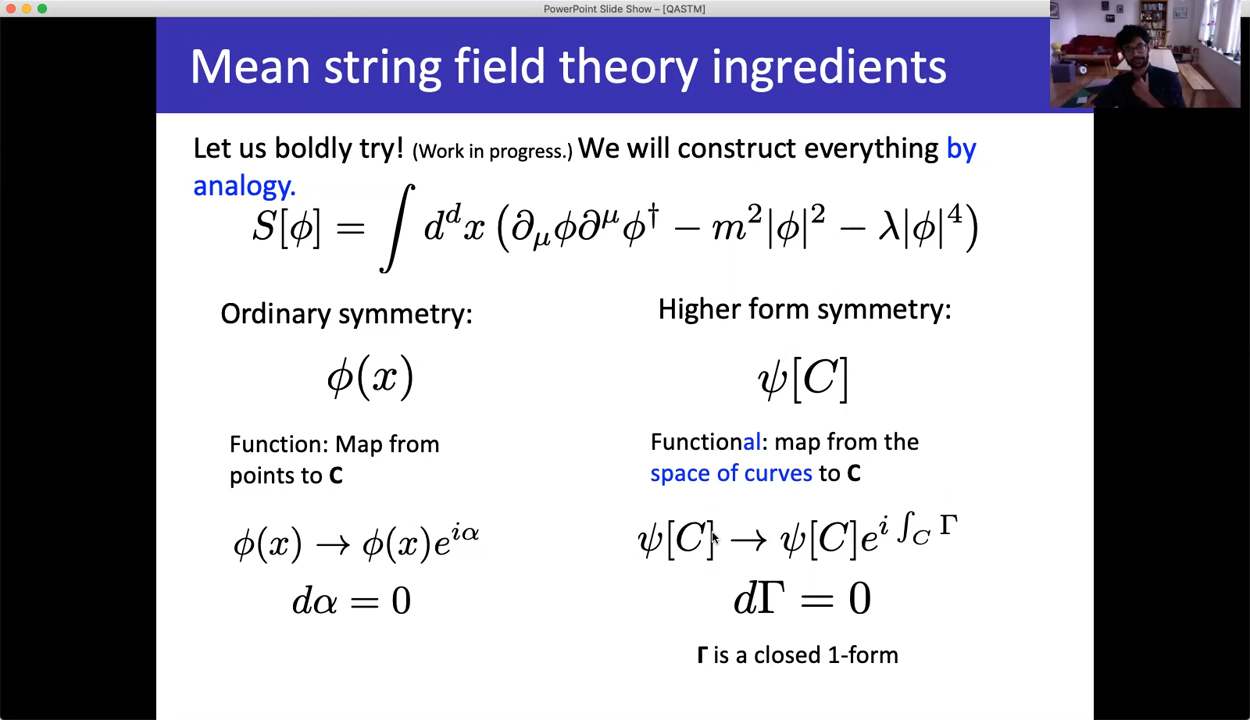 PowerPoint Slide Show – [QASTM]
Mean string field theory ingredients
Let us boldly try! (Work in progress.) We will construct everything by
analogy.
S[ϕ] = ∫ d^d x (∂_μϕ∂^μϕ^† − m²|ϕ|² − λ|ϕ|⁴)
Ordinary symmetry:
ϕ(x)
Function: Map from
points to C
ϕ(x) → ϕ(x)e^{iα}
dα = 0
Higher form symmetry:
ψ[C]
Functional: map from the
space of curves to C
ψ[C] → ψ[C]e^{i ∫_C Γ}
dΓ = 0
Γ is a closed 1-form